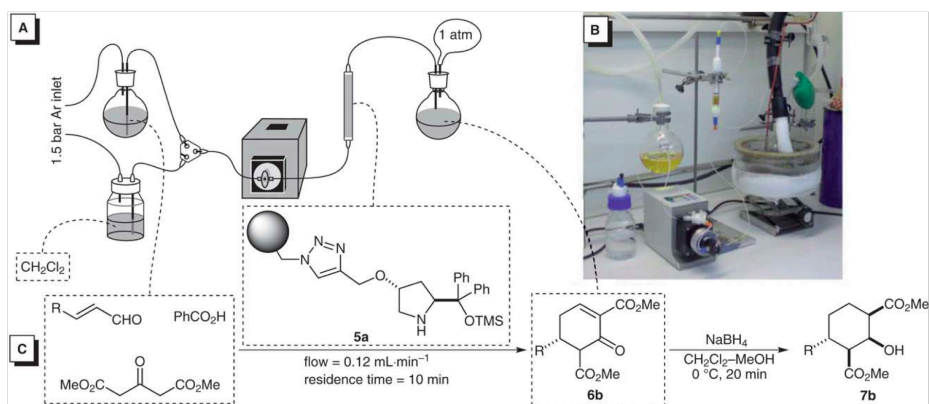 A
1 atm
B
1.5 bar Ar inlet
CH₂Cl₂
N
N
N
O
Ph
Ph
N
H
OTMS
5a
C
R
CHO
PhCO₂H
O
MeO₂C
CO₂Me
flow = 0.12 mL·min⁻¹
residence time = 10 min
CO₂Me
R
O
CO₂Me
6b
NaBH₄
CH₂Cl₂–MeOH
0 °C, 20 min
CO₂Me
R
OH
CO₂Me
7b